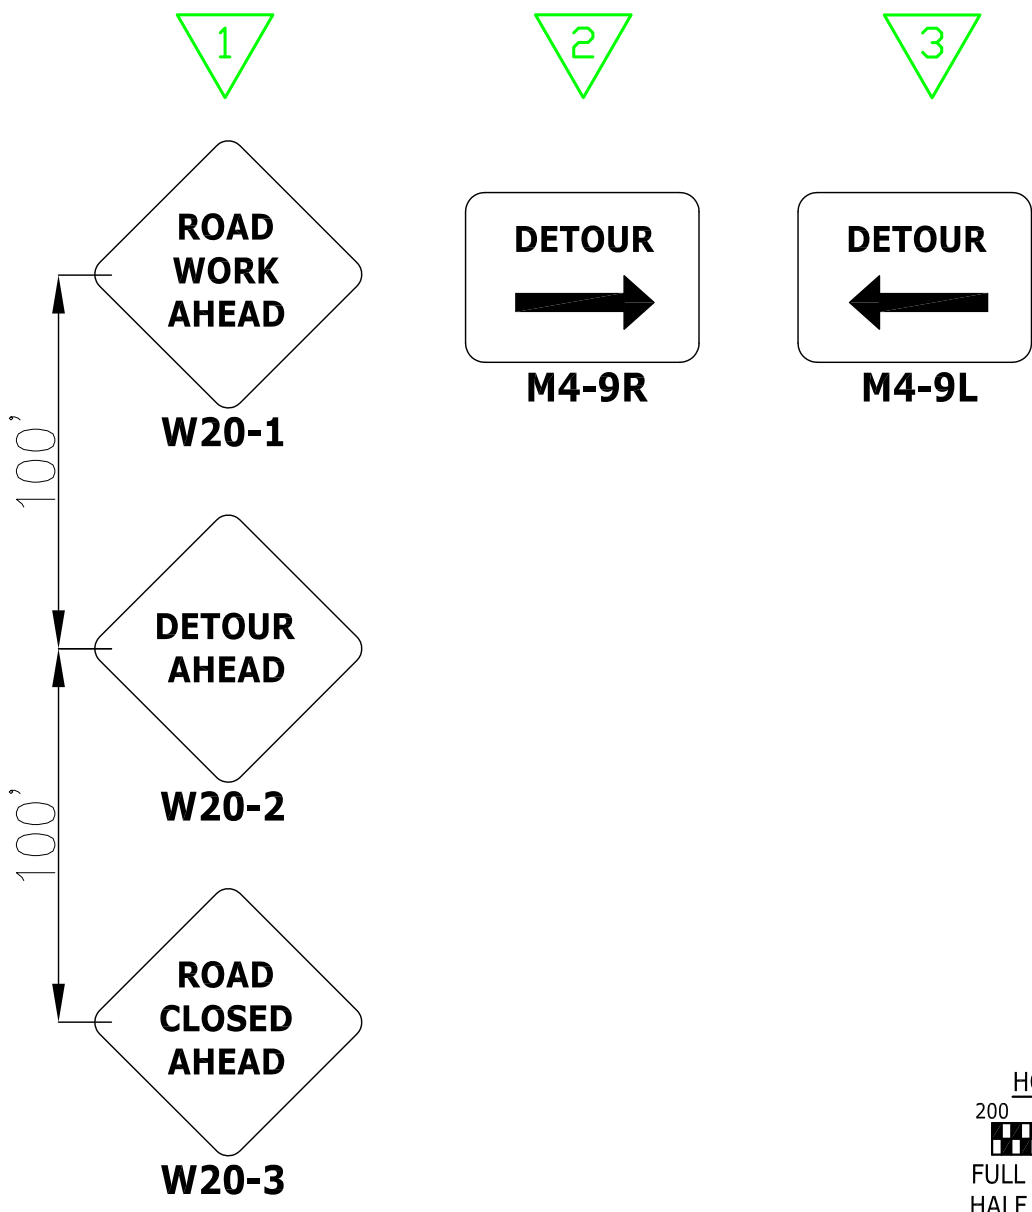 1
2
3
ROAD
WORK
AHEAD
W20-1
DETOUR
M4-9R
DETOUR
M4-9L
100'
DETOUR
AHEAD
W20-2
100'
ROAD
CLOSED
AHEAD
W20-3
200
FULL
HALF